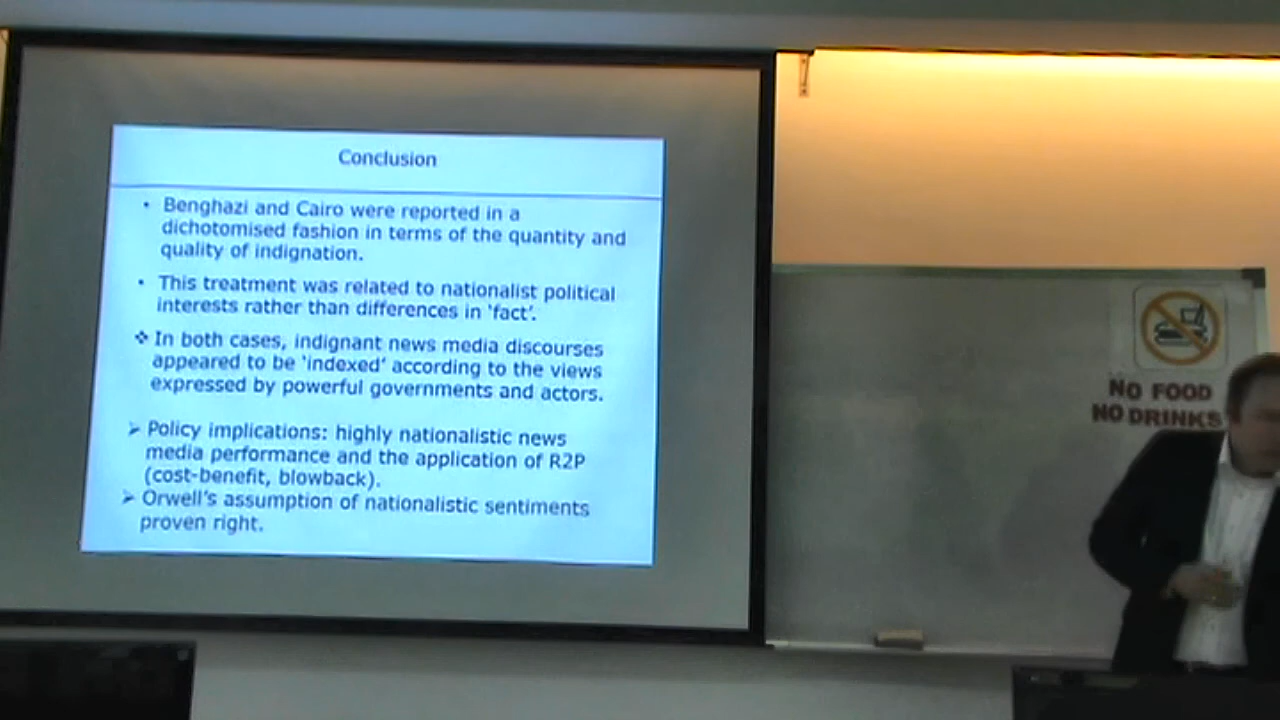 Conclusion
• Benghazi and Cairo were reported in a
dichotomised fashion in terms of the quantity and
quality of indignation.
• This treatment was related to nationalist political
interests rather than differences in 'fact'.
❖ In both cases, indignant news media discourses
appeared to be 'indexed' according to the views
expressed by powerful governments and actors.
➢ Policy implications: highly nationalistic news
media performance and the application of R2P
(cost-benefit, blowback).
➢ Orwell's assumption of nationalistic sentiments
proven right.
NO FOOD
NO DRINKS